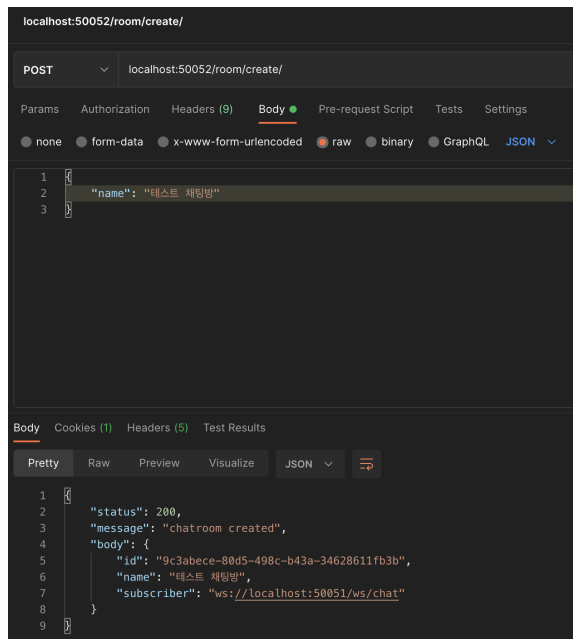 localhost:50052/room/create/
POST localhost:50052/room/create/
Params Authorization Headers (9) Body Pre-request Script Tests Settings
none form-data x-www-form-urlencoded raw binary GraphQL JSON
1 {
2 "name": "테스트 채팅방"
3 }
Body Cookies (1) Headers (5) Test Results
Pretty Raw Preview Visualize JSON
1 {
2 "status": 200,
3 "message": "chatroom created",
4 "body": {
5 "id": "9c3abece-80d5-498c-b43a-34628611fb3b",
6 "name": "테스트 채팅방",
7 "subscriber": "ws://localhost:50051/ws/chat"
8 }
9 }